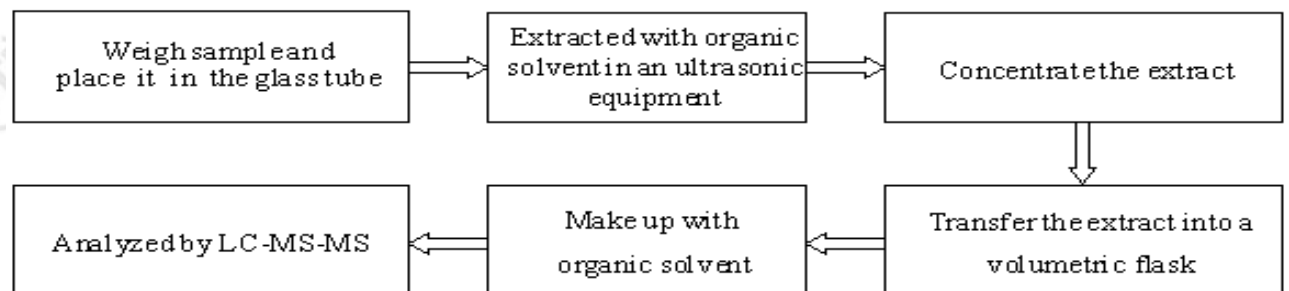 Weigh sample and
place it in the glass tube
Extracted with organic
solvent in an ultrasonic
equipment
Concentrate the extract
Transfer the extract into a
volumetric flask
Make up with
organic solvent
Analyzed by LC-MS-MS